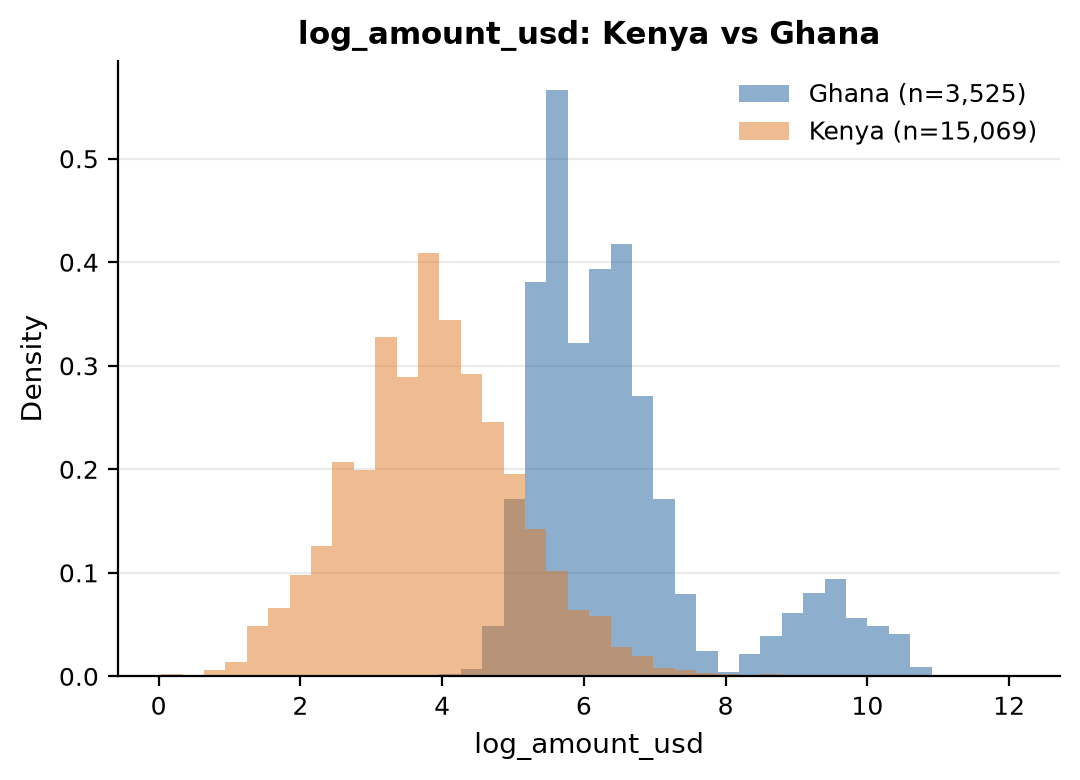 log_amount_usd: Kenya vs Ghana
Ghana (n=3,525)
Kenya (n=15,069)
Density
0.5
0.4
0.3
0.2
0.1
0.0
0 2 4 6 8 10 12
log_amount_usd